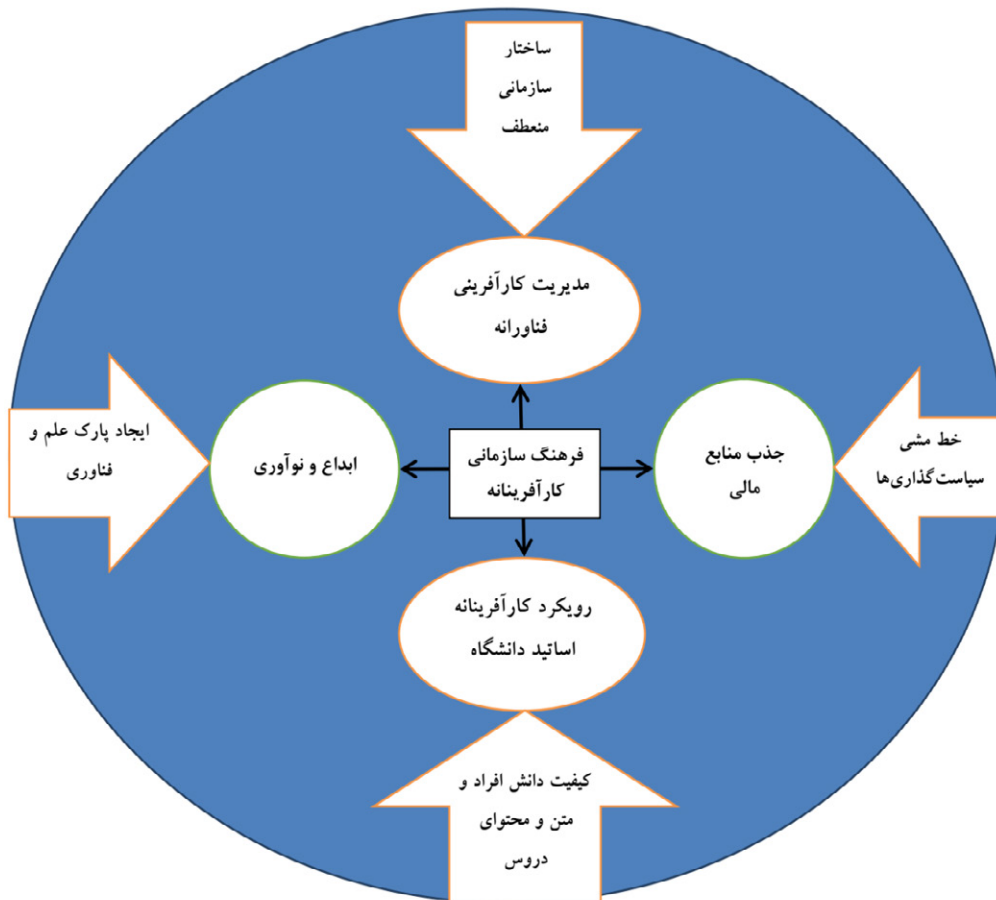 ساختار
سازمانی
منعطف
مدیریت کارآفرینی
فناورانه
خط مشی
سیاست‌گذاری‌ها
جذب منابع
مالی
فرهنگ سازمانی
کارآفرینانه
ابداع و نوآوری
ایجاد پارک علم و
فناوری
رویکرد کارآفرینانه
اساتید دانشگاه
کیفیت دانش افراد و
متن و محتوای
دروس